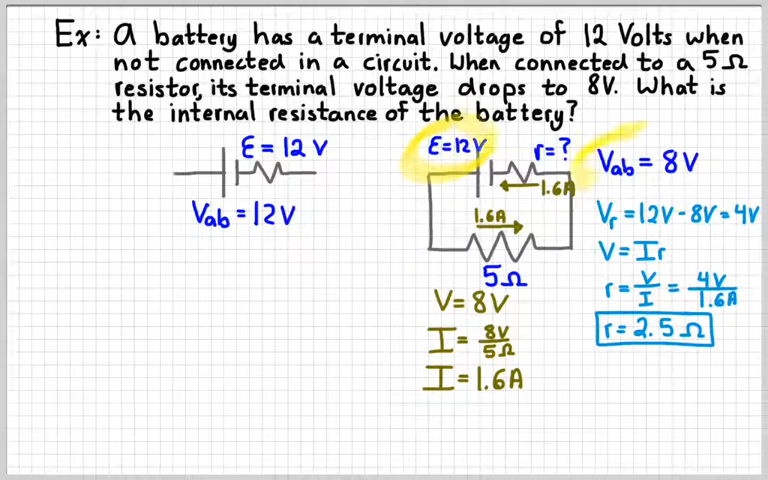 Ex: A battery has a terminal voltage of 12 Volts when
not connected in a circuit. When connected to a 5Ω
resistor, its terminal voltage drops to 8V. What is
the internal resistance of the battery?
Ɛ = 12 V
Vab = 12V
Ɛ=12V
r=?
1.6A
1.6A
5Ω
V= 8V
I = 8V/5Ω
I = 1.6A
Vab = 8V
Vr = 12V - 8V = 4V
V = Ir
r = V/I = 4V/1.6A
r = 2.5 Ω